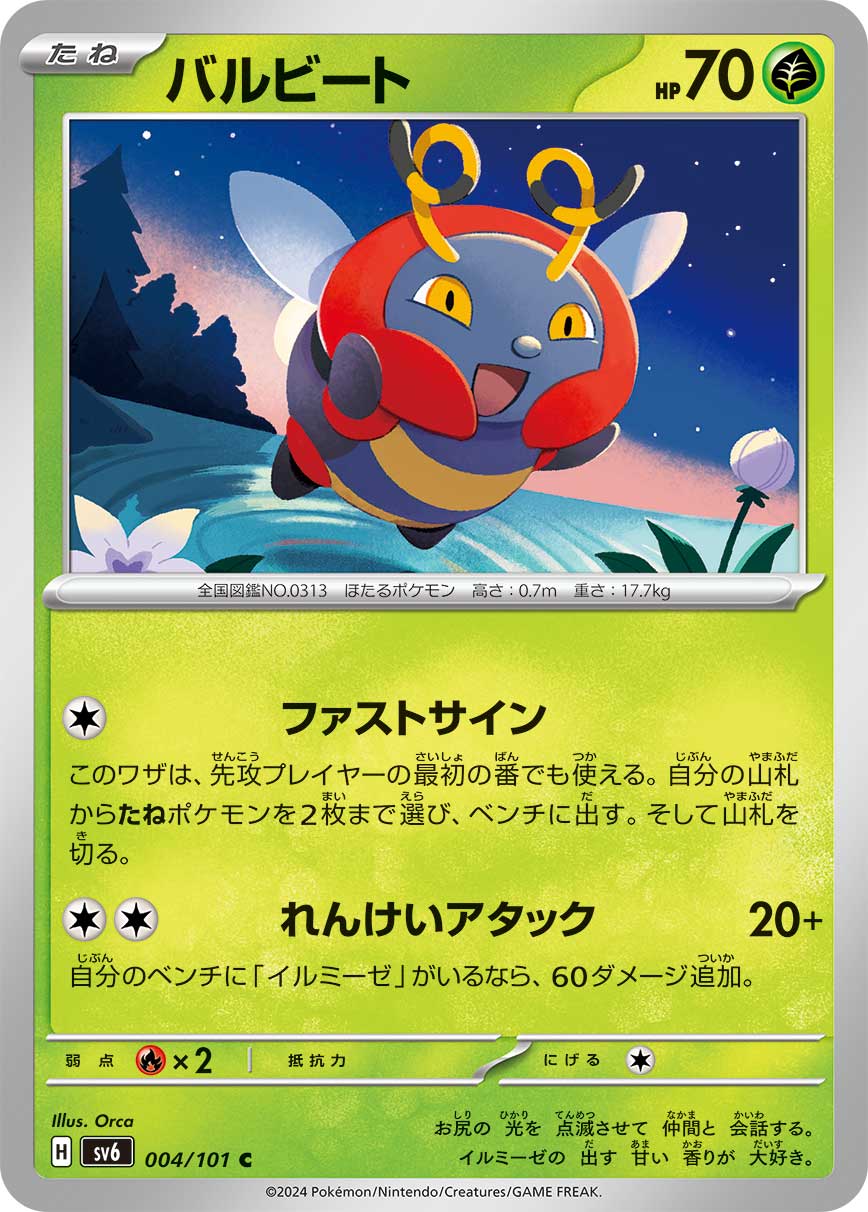 たね
バルビート
HP70
全国図鑑NO.0313 ほたるポケモン 高さ:0.7m 重さ:17.7kg
ファストサイン
このワザは、先攻プレイヤーの最初の番でも使える。自分の山札
からたねポケモンを2枚まで選び、ベンチに出す。そして山札を
切る。
れんけいアタック 20+
自分のベンチに「イルミーゼ」がいるなら、60ダメージ追加。
弱点 ×2 抵抗力 にげる
Illus. Orca
お尻の 光を 点滅させて 仲間と 会話する。
イルミーゼの 出す 甘い 香りが 大好き。
H sv6 004/101 C
©2024 Pokémon/Nintendo/Creatures/GAME FREAK.